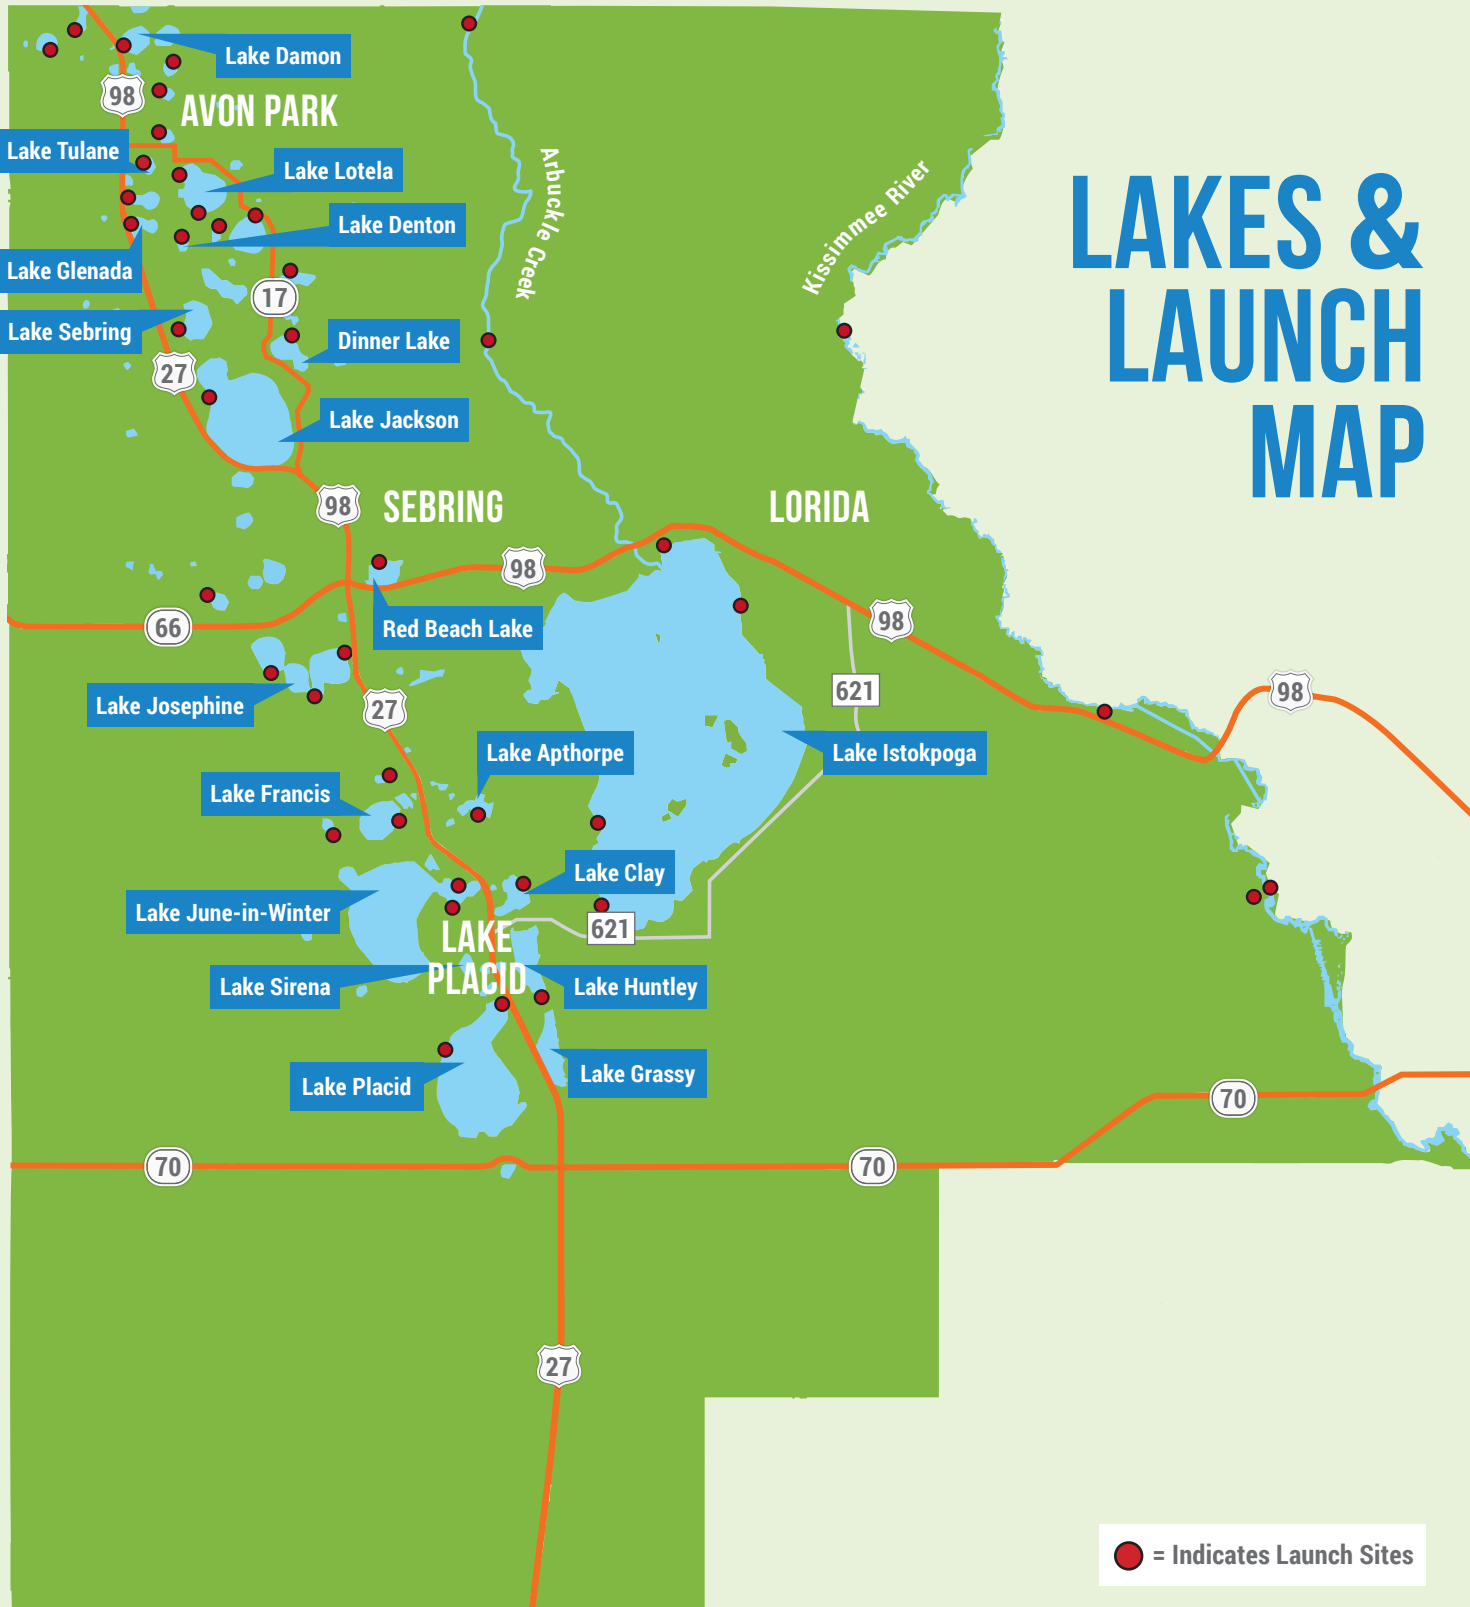 LAKES &
LAUNCH
MAP
Lake Damon
98
AVON PARK
Lake Tulane
Lake Lotela
Arbuckle Creek
Kissimmee River
Lake Denton
Lake Glenada
17
Lake Sebring
Dinner Lake
27
Lake Jackson
98
SEBRING
LORIDA
98
66
Red Beach Lake
98
621
98
Lake Josephine
27
Lake Apthorpe
Lake Istokpoga
Lake Francis
Lake Clay
Lake June-in-Winter
621
LAKE
PLACID
Lake Sirena
Lake Huntley
Lake Placid
Lake Grassy
70
70
70
27
= Indicates Launch Sites